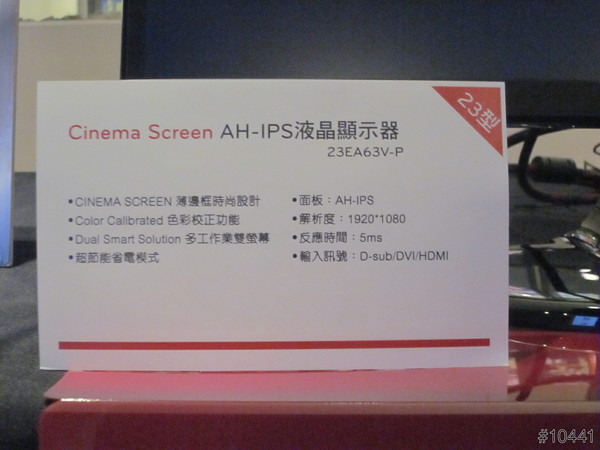 23型
Cinema Screen AH-IPS液晶顯示器
23EA63V-P
•CINEMA SCREEN 薄邊框時尚設計
•Color Calibrated 色彩校正功能
•Dual Smart Solution 多工作業雙螢幕
•超節能省電模式
•面板：AH-IPS
•解析度：1920*1080
•反應時間：5ms
•輸入訊號：D-sub/DVI/HDMI
#10441